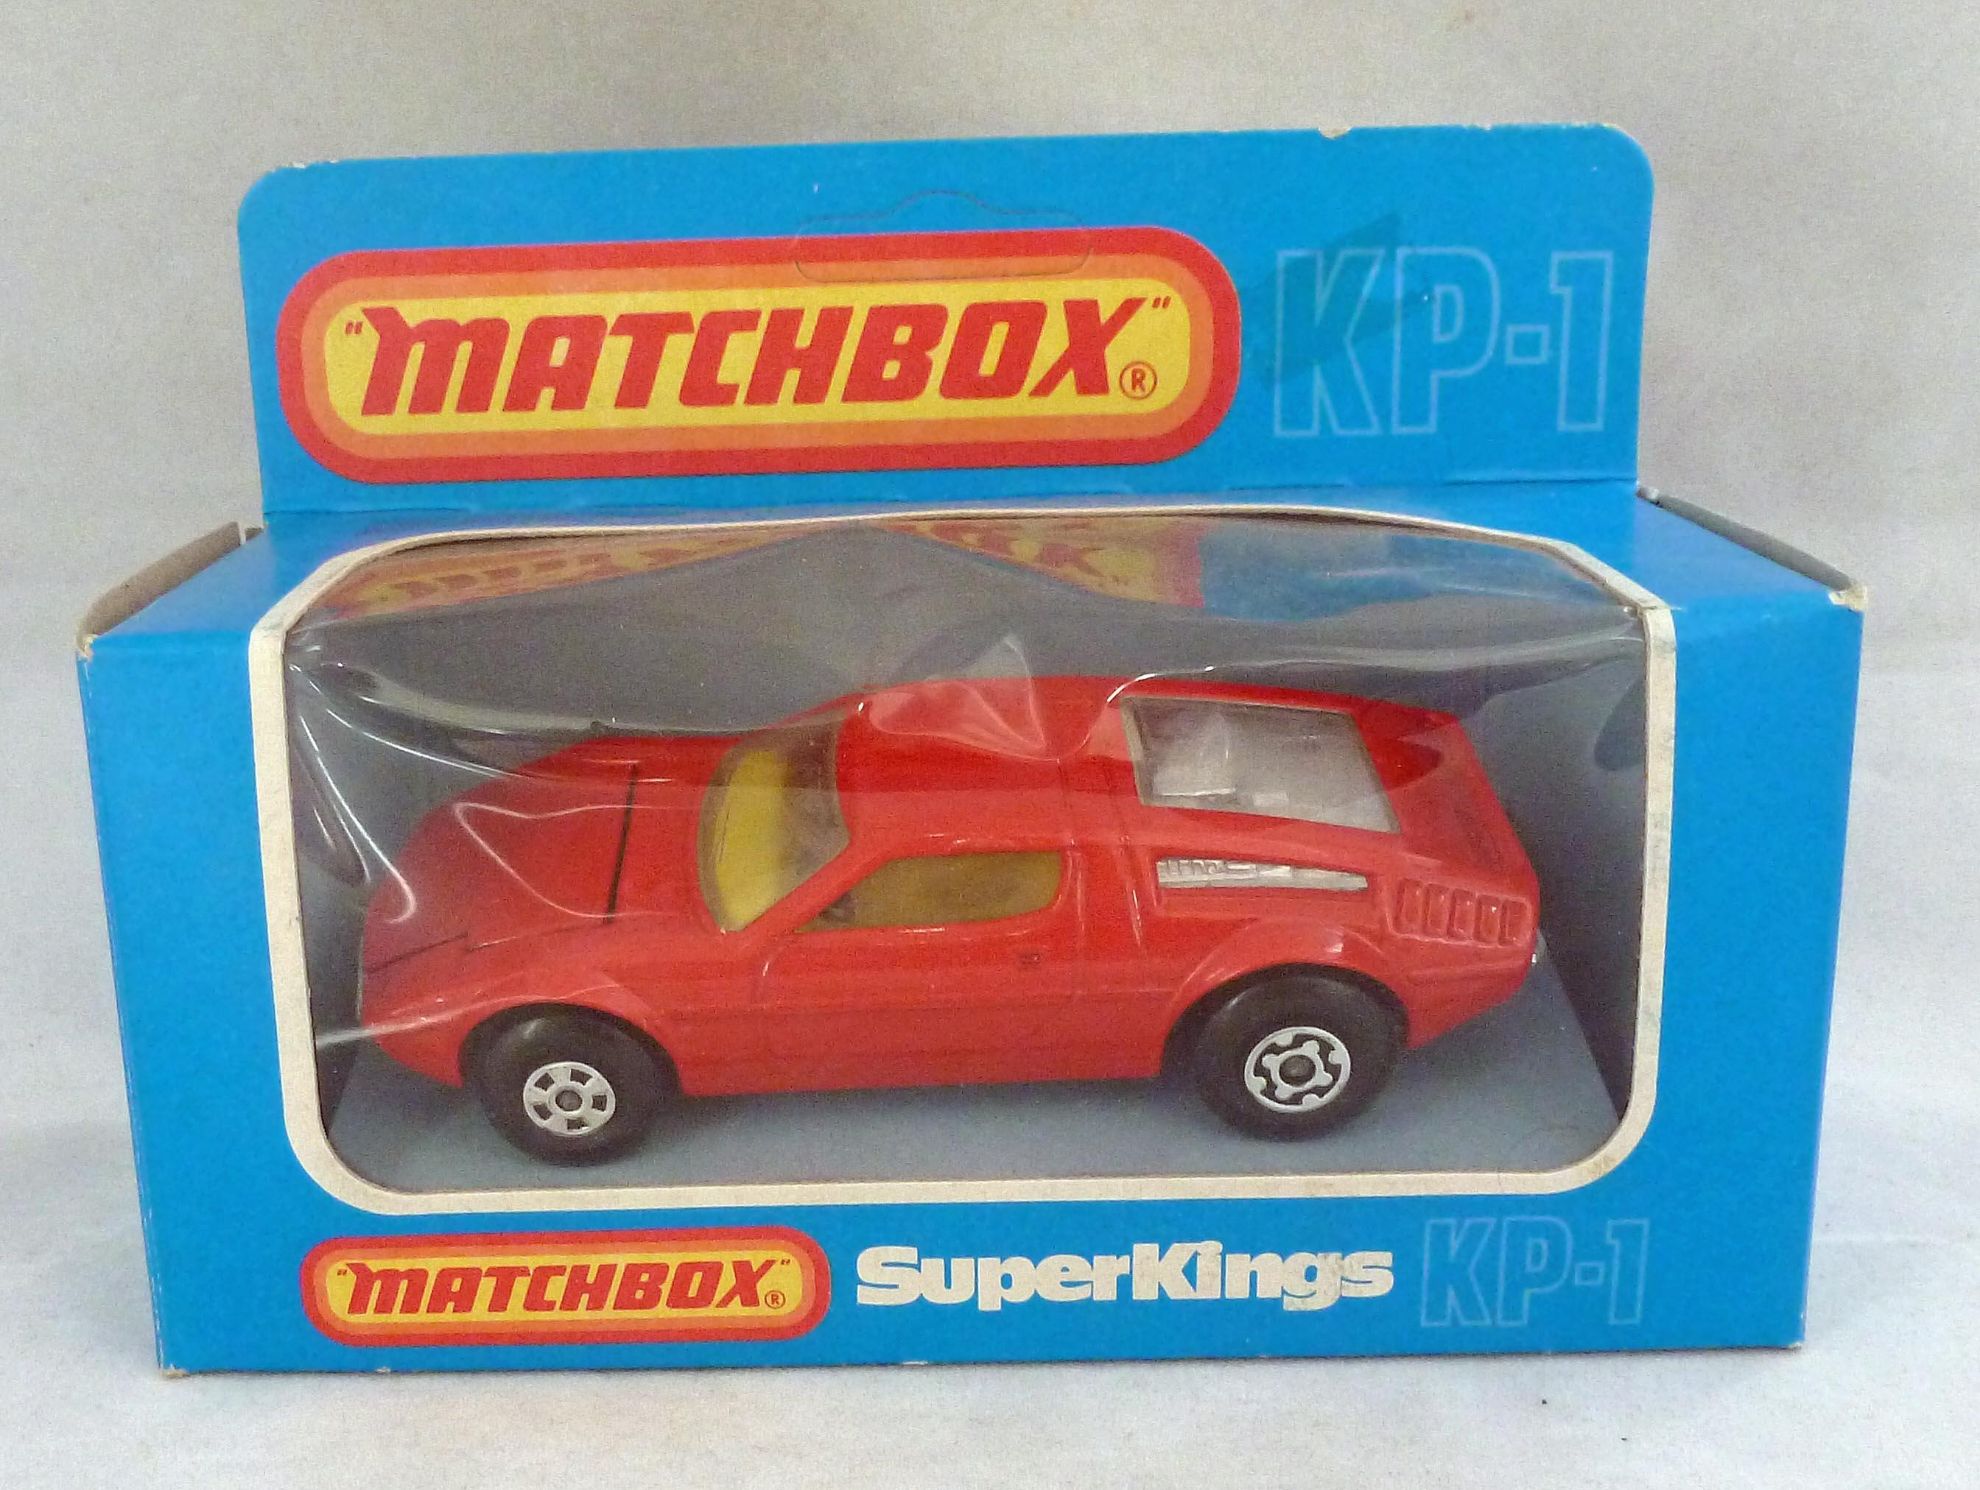 "MATCHBOX"® KP-1
"MATCHBOX"® SuperKings KP-1